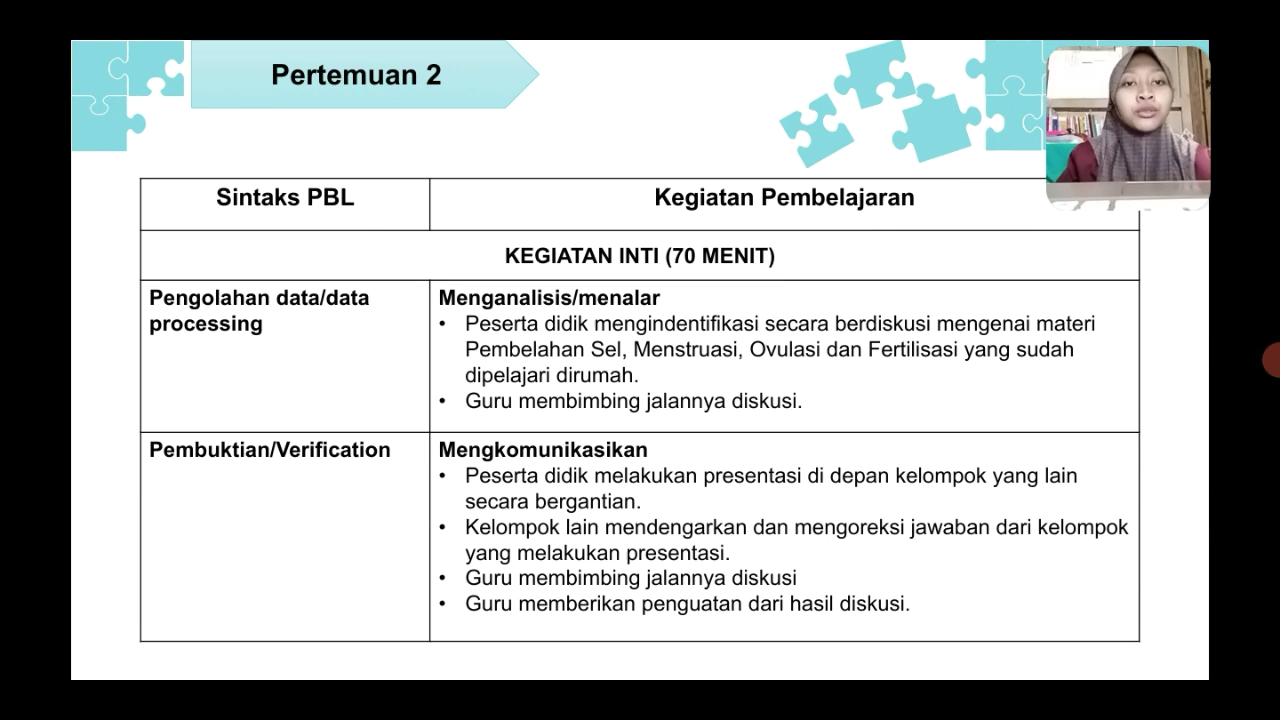 Pertemuan 2
Sintaks PBL
Kegiatan Pembelajaran
KEGIATAN INTI (70 MENIT)
Pengolahan data/data
processing
Menganalisis/menalar
• Peserta didik mengindentifikasi secara berdiskusi mengenai materi
Pembelahan Sel, Menstruasi, Ovulasi dan Fertilisasi yang sudah
dipelajari dirumah.
• Guru membimbing jalannya diskusi.
Pembuktian/Verification
Mengkomunikasikan
• Peserta didik melakukan presentasi di depan kelompok yang lain
secara bergantian.
• Kelompok lain mendengarkan dan mengoreksi jawaban dari kelompok
yang melakukan presentasi.
• Guru membimbing jalannya diskusi
• Guru memberikan penguatan dari hasil diskusi.